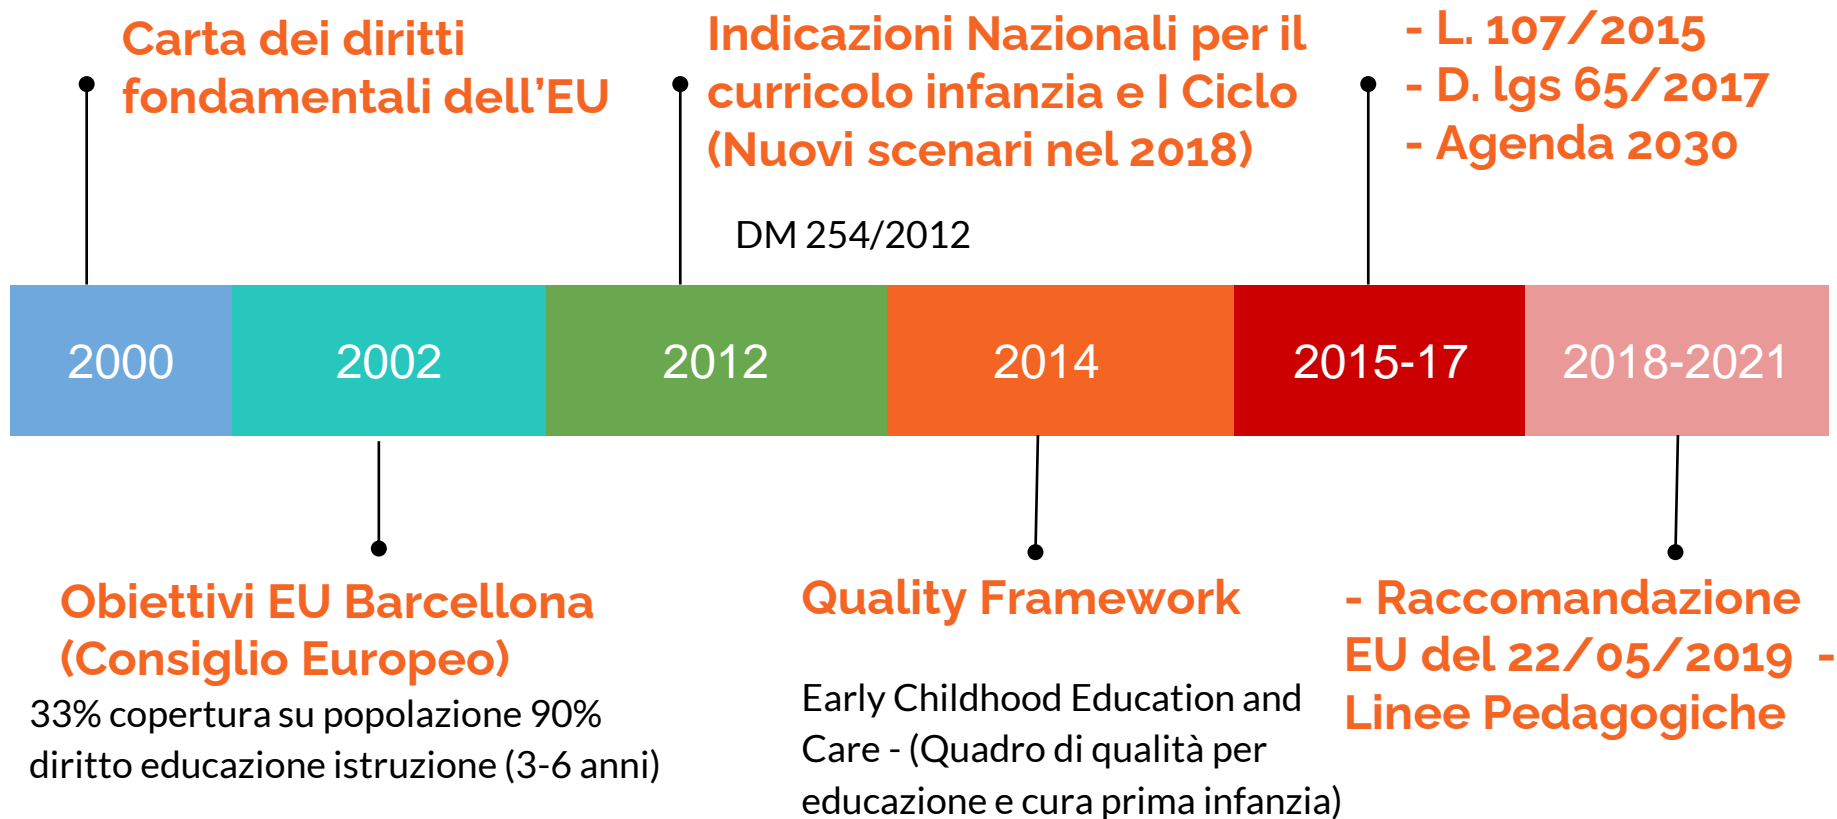 Carta dei diritti
fondamentali dell’EU
Indicazioni Nazionali per il
curricolo infanzia e I Ciclo
(Nuovi scenari nel 2018)
DM 254/2012
- L. 107/2015
- D. lgs 65/2017
- Agenda 2030
2000
2002
2012
2014
2015-17
2018-2021
Obiettivi EU Barcellona
(Consiglio Europeo)
33% copertura su popolazione 90%
diritto educazione istruzione (3-6 anni)
Quality Framework
Early Childhood Education and
Care - (Quadro di qualità per
educazione e cura prima infanzia)
- Raccomandazione
EU del 22/05/2019 -
Linee Pedagogiche